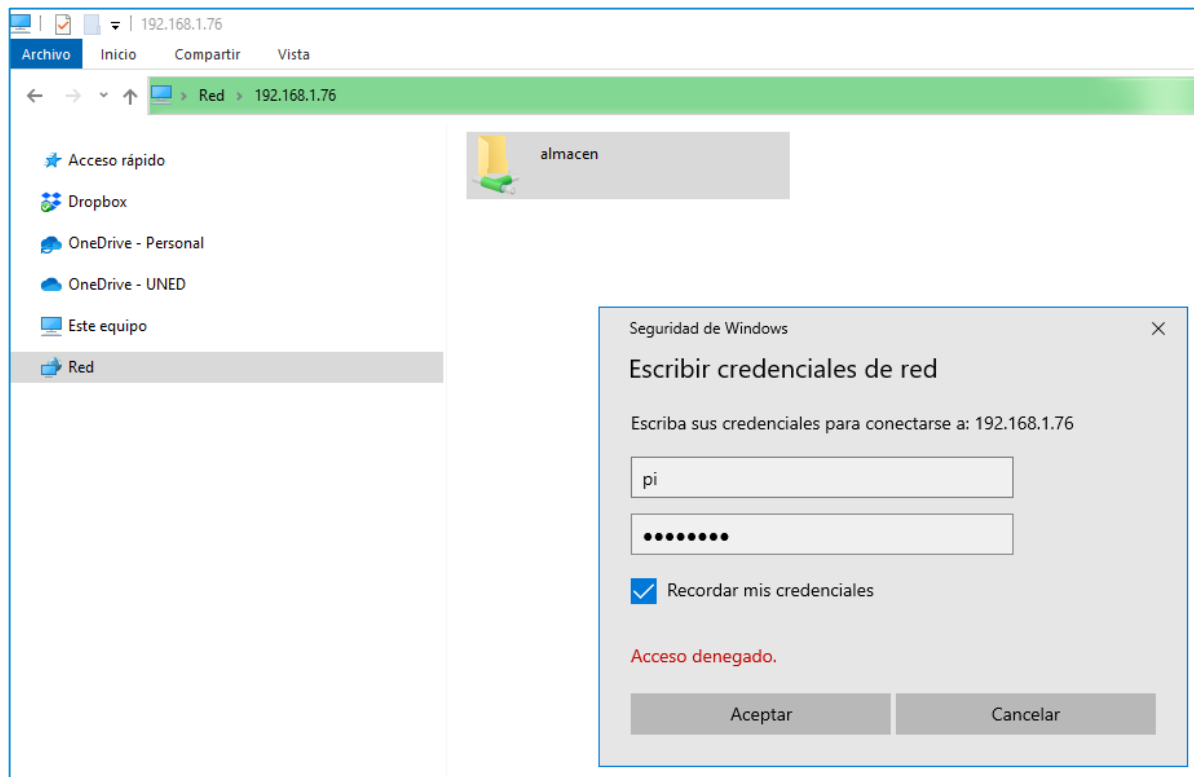 192.168.1.76
Archivo Inicio Compartir Vista
Red > 192.168.1.76
Acceso rápido
almacen
Dropbox
OneDrive - Personal
OneDrive - UNED
Este equipo
Red
Seguridad de Windows
Escribir credenciales de red
Escriba sus credenciales para conectarse a: 192.168.1.76
pi
●●●●●●●●
Recordar mis credenciales
Acceso denegado.
Aceptar Cancelar